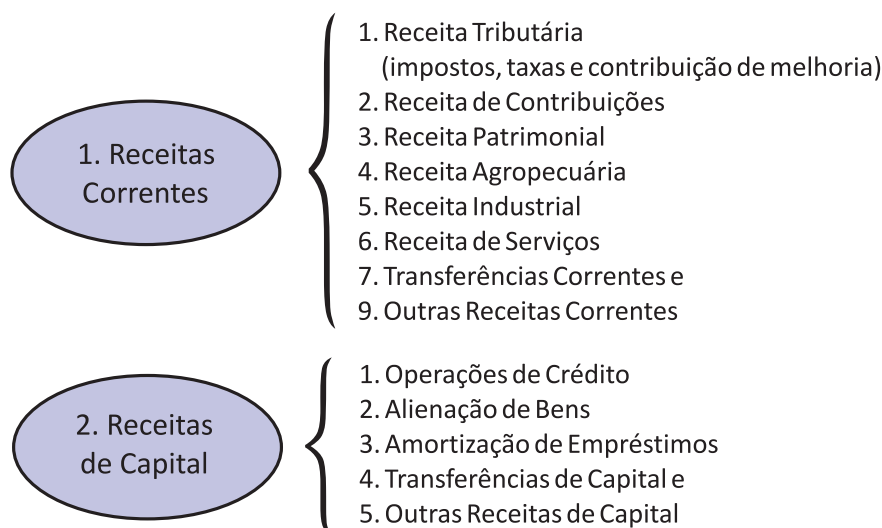 1. Receitas
Correntes
1. Receita Tributária
(impostos, taxas e contribuição de melhoria)
2. Receita de Contribuições
3. Receita Patrimonial
4. Receita Agropecuária
5. Receita Industrial
6. Receita de Serviços
7. Transferências Correntes e
9. Outras Receitas Correntes
2. Receitas
de Capital
1. Operações de Crédito
2. Alienação de Bens
3. Amortização de Empréstimos
4. Transferências de Capital e
5. Outras Receitas de Capital